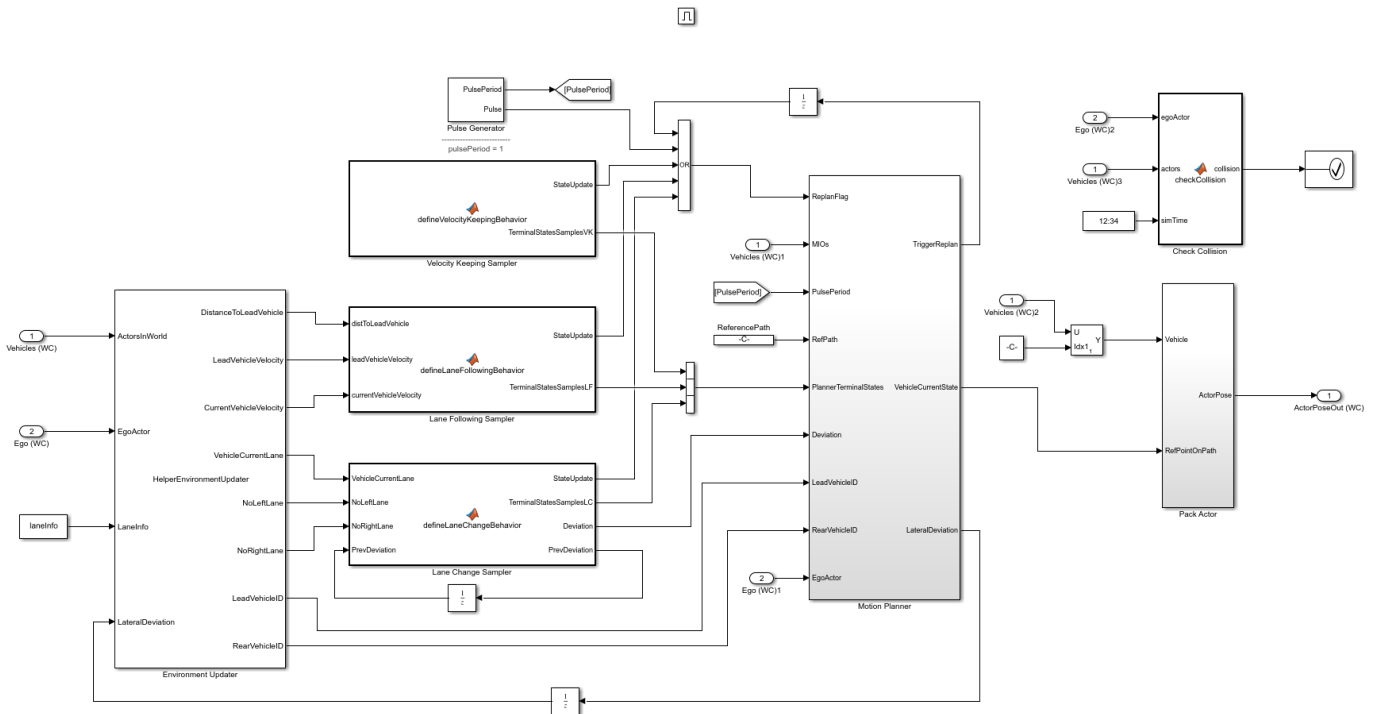 PulsePeriod
Pulse
Pulse Generator
pulsePeriod = 1
[PulsePeriod]
1
z
OR
StateUpdate
defineVelocityKeepingBehavior
TerminalStatesSamplesVK
Velocity Keeping Sampler
1
Vehicles (WC)
2
Ego (WC)
laneInfo
ActorsInWorld
EgoActor
LaneInfo
LateralDeviation
HelperEnvironmentUpdater
DistanceToLeadVehicle
LeadVehicleVelocity
CurrentVehicleVelocity
VehicleCurrentLane
NoLeftLane
NoRightLane
LeadVehicleID
RearVehicleID
Environment Updater
distToLeadVehicle
leadVehicleVelocity
currentVehicleVelocity
defineLaneFollowingBehavior
StateUpdate
TerminalStatesSamplesLF
Lane Following Sampler
VehicleCurrentLane
NoLeftLane
NoRightLane
PrevDeviation
defineLaneChangeBehavior
StateUpdate
TerminalStatesSamplesLC
Deviation
PrevDeviation
Lane Change Sampler
1
z
1
z
1
Vehicles (WC)1
[PulsePeriod]
ReferencePath
-C-
2
Ego (WC)1
ReplanFlag
MIOs
PulsePeriod
RefPath
PlannerTerminalStates
Deviation
LeadVehicleID
RearVehicleID
EgoActor
TriggerReplan
VehicleCurrentState
LateralDeviation
Motion Planner
2
Ego (WC)2
1
Vehicles (WC)3
12:34
egoActor
actors
simTime
checkCollision
collision
Check Collision
1
Vehicles (WC)2
-C-
U
Idx1
1
Y
Vehicle
RefPointOnPath
ActorPose
Pack Actor
1
ActorPoseOut (WC)